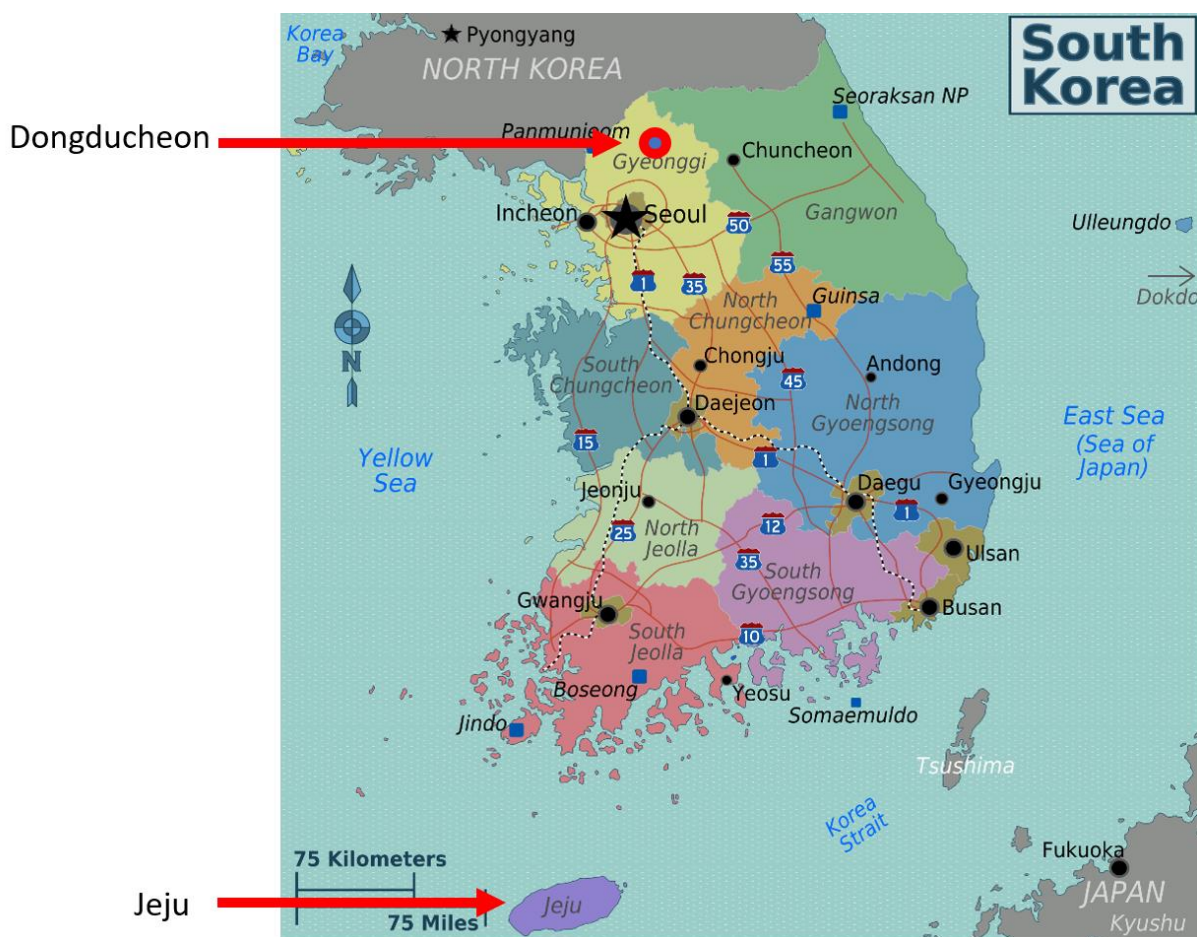 South
Korea
Korea
Bay
Pyongyang
NORTH KOREA
Seoraksan NP
Dongducheon
Panmunjeom
Gyeonggi
Chuncheon
Incheon
Seoul
Gangwon
Ulleungdo
50
55
Dokdo
1
35
North
Chungcheon
Guinsa
N
South
Chungcheon
Chongju
45
Andong
Daejeon
North
Gyoengsong
East Sea
(Sea of
Japan)
15
Yellow
Sea
1
Daegu
Gyeongju
1
Jeonju
25
North
Jeolla
12
35
South
Gyoengsong
Ulsan
Gwangju
Busan
South
Jeolla
10
Boseong
Yeosu
Somaemuldo
Jindo
Tsushima
Korea
Strait
75 Kilometers
75 Miles
Jeju
Jeju
Fukuoka
JAPAN
Kyushu